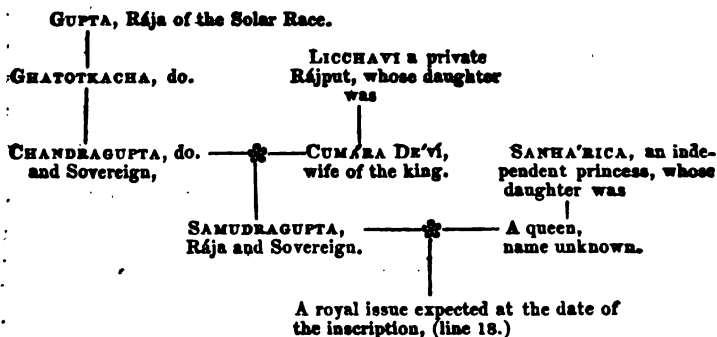 GUPTA, Rája of the Solar Race.
LICCHAVI a private
Rájput, whose daughter
was
GHATOTKACHA, do.
CHANDRAGUPTA, do.
and Sovereign,
CUMÁRA DE'VÍ,
wife of the king.
SANHA'RICA, an inde-
pendent princess, whose
daughter was
SAMUDRAGUPTA,
Rája and Sovereign.
A queen,
name unknown.
A royal issue expected at the date of
the inscription, (line 18.)